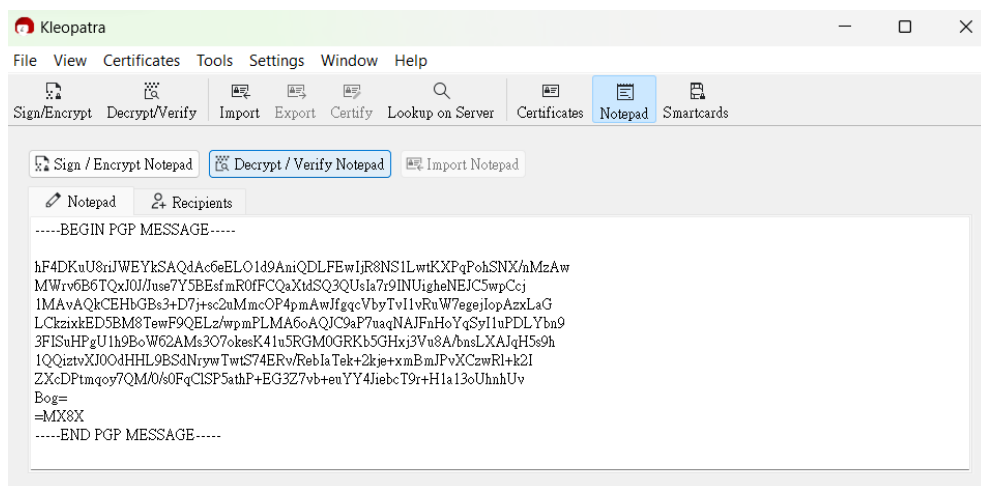 Kleopatra
File View Certificates Tools Settings Window Help
Sign/Encrypt Decrypt/Verify Import Export Certify Lookup on Server Certificates Notepad Smartcards
Sign / Encrypt Notepad Decrypt / Verify Notepad Import Notepad
Notepad Recipients
-----BEGIN PGP MESSAGE-----
hF4DKuU8riJWEYkSAQdAc6eELO1d9AniQDLFEwIjR8NS1LwtKXPqPohSNX/nMzAw
MWrv6B6TQxJ0J/Juse7Y5BEsfmR0fFCQaXtdSQ3QUsIa7r9INUigheNEJC5wpCcj
1MAvAQkCEHbGBs3+D7j+sc2uMmcOP4pmAwJfgqcVbyTvI1vRuW7egejIopAzxLaG
LCkzixkED5BM8TewF9QELz/wpmPLMA6oAQJC9aP7uaqNAJFnHoYqSyI1uPDLYbn9
3FISuHPgU1h9BoW62AMs3O7okesK41u5RGM0GRKb5GHxj3Vu8A/bnsLXAJqH5s9h
1QQiztvXJ0OdHHL9BSdNrywTwtS74ERv/RebIaTek+2kje+xmBmJPvXCzwRl+k2I
ZXcDPtmqoy7QM/0/s0FqClSP5athP+EG3Z7vb+euYY4JiebcT9r+H1a13oUhnhUv
Bog=
=MX8X
-----END PGP MESSAGE-----